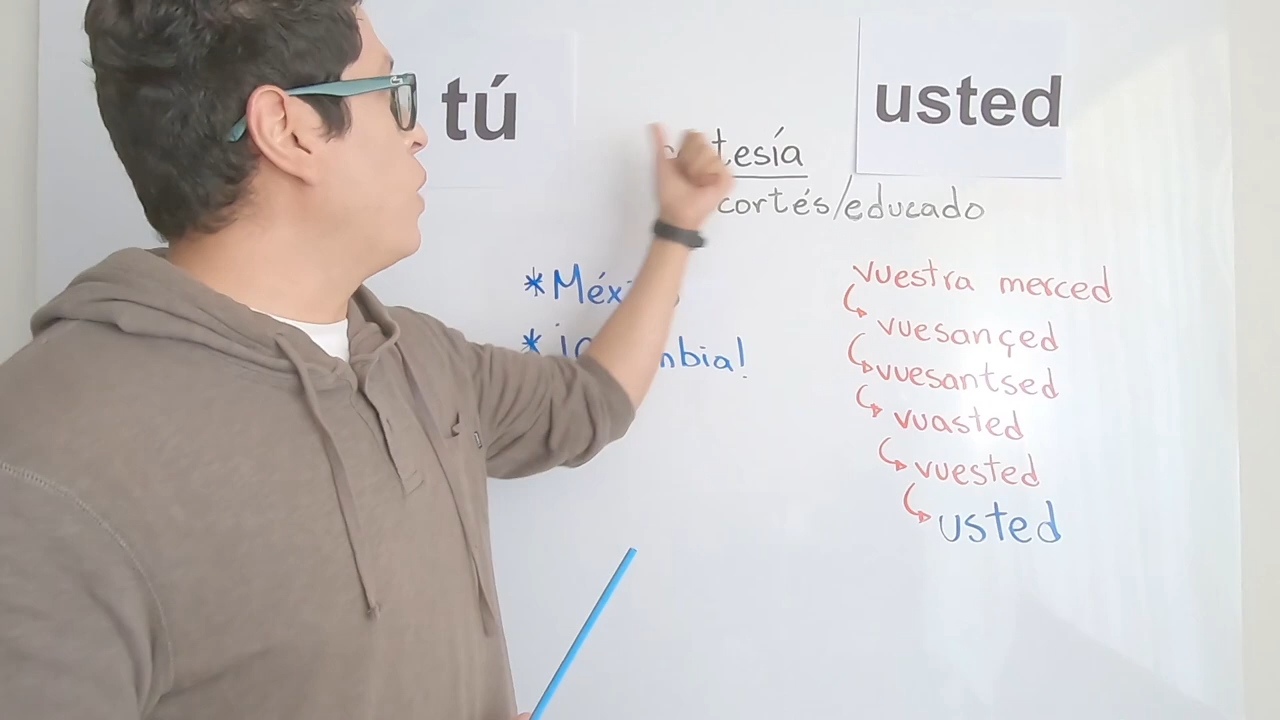 tú
usted
cortés/educado
vuestra merced
vuesançed
vuesantsed
vuasted
vuested
usted